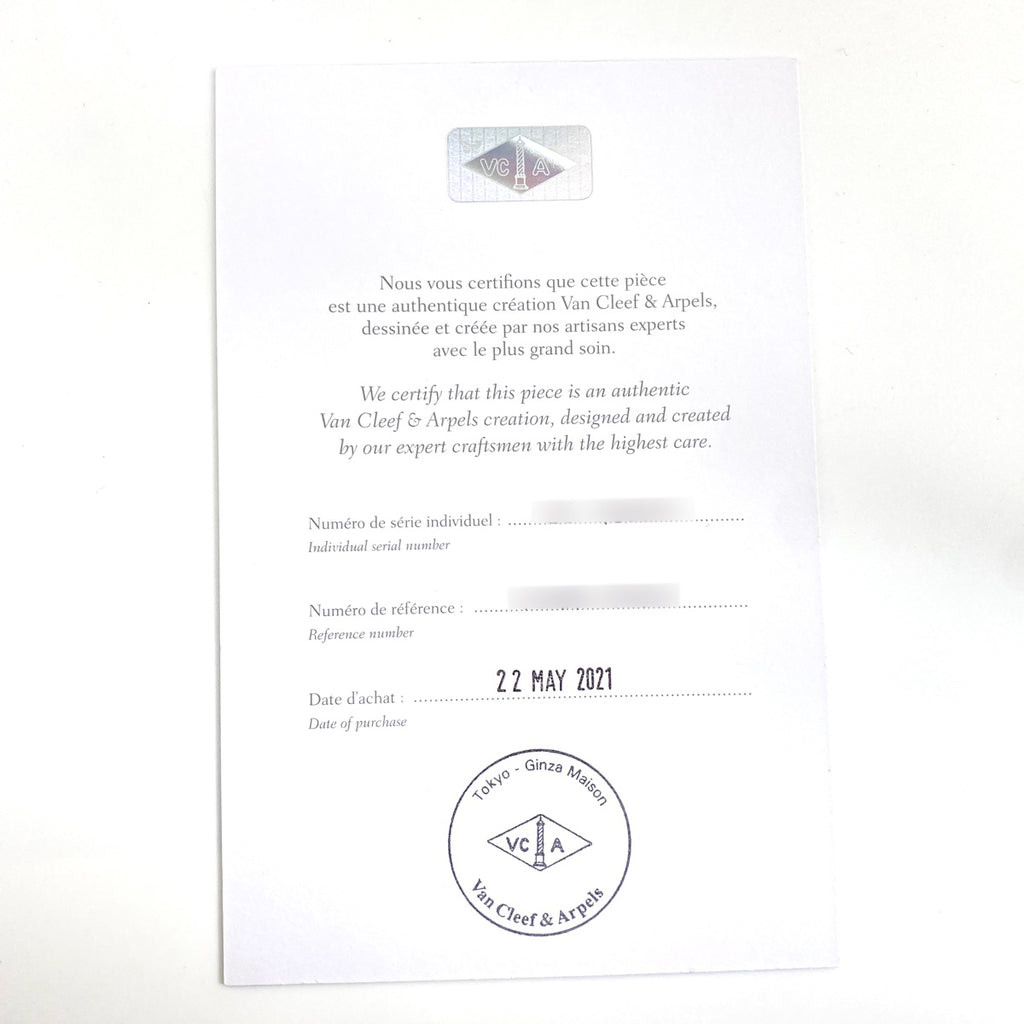 VC A
Nous vous certifions que cette pièce
est une authentique création Van Cleef & Arpels,
dessinée et créée par nos artisans experts
avec le plus grand soin.
We certify that this piece is an authentic
Van Cleef & Arpels creation, designed and created
by our expert craftsmen with the highest care.
Numéro de série individuel :
Individual serial number
Numéro de référence :
Reference number
Date d'achat : 22 MAY 2021
Date of purchase
Tokyo - Ginza Maison
VC A
Van Cleef & Arpels